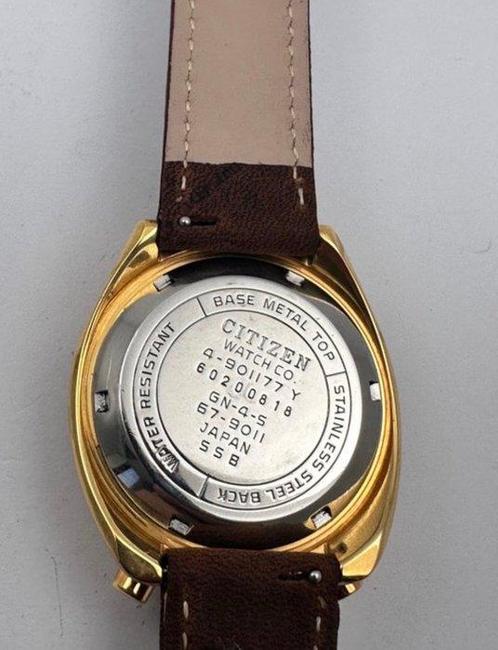 BASE METAL TOP
STAINLESS STEEL BACK
WATER RESISTANT
CITIZEN
WATCH CO.
4-901177 Y
60200818
GN-4-S
67-9011
JAPAN
SSB